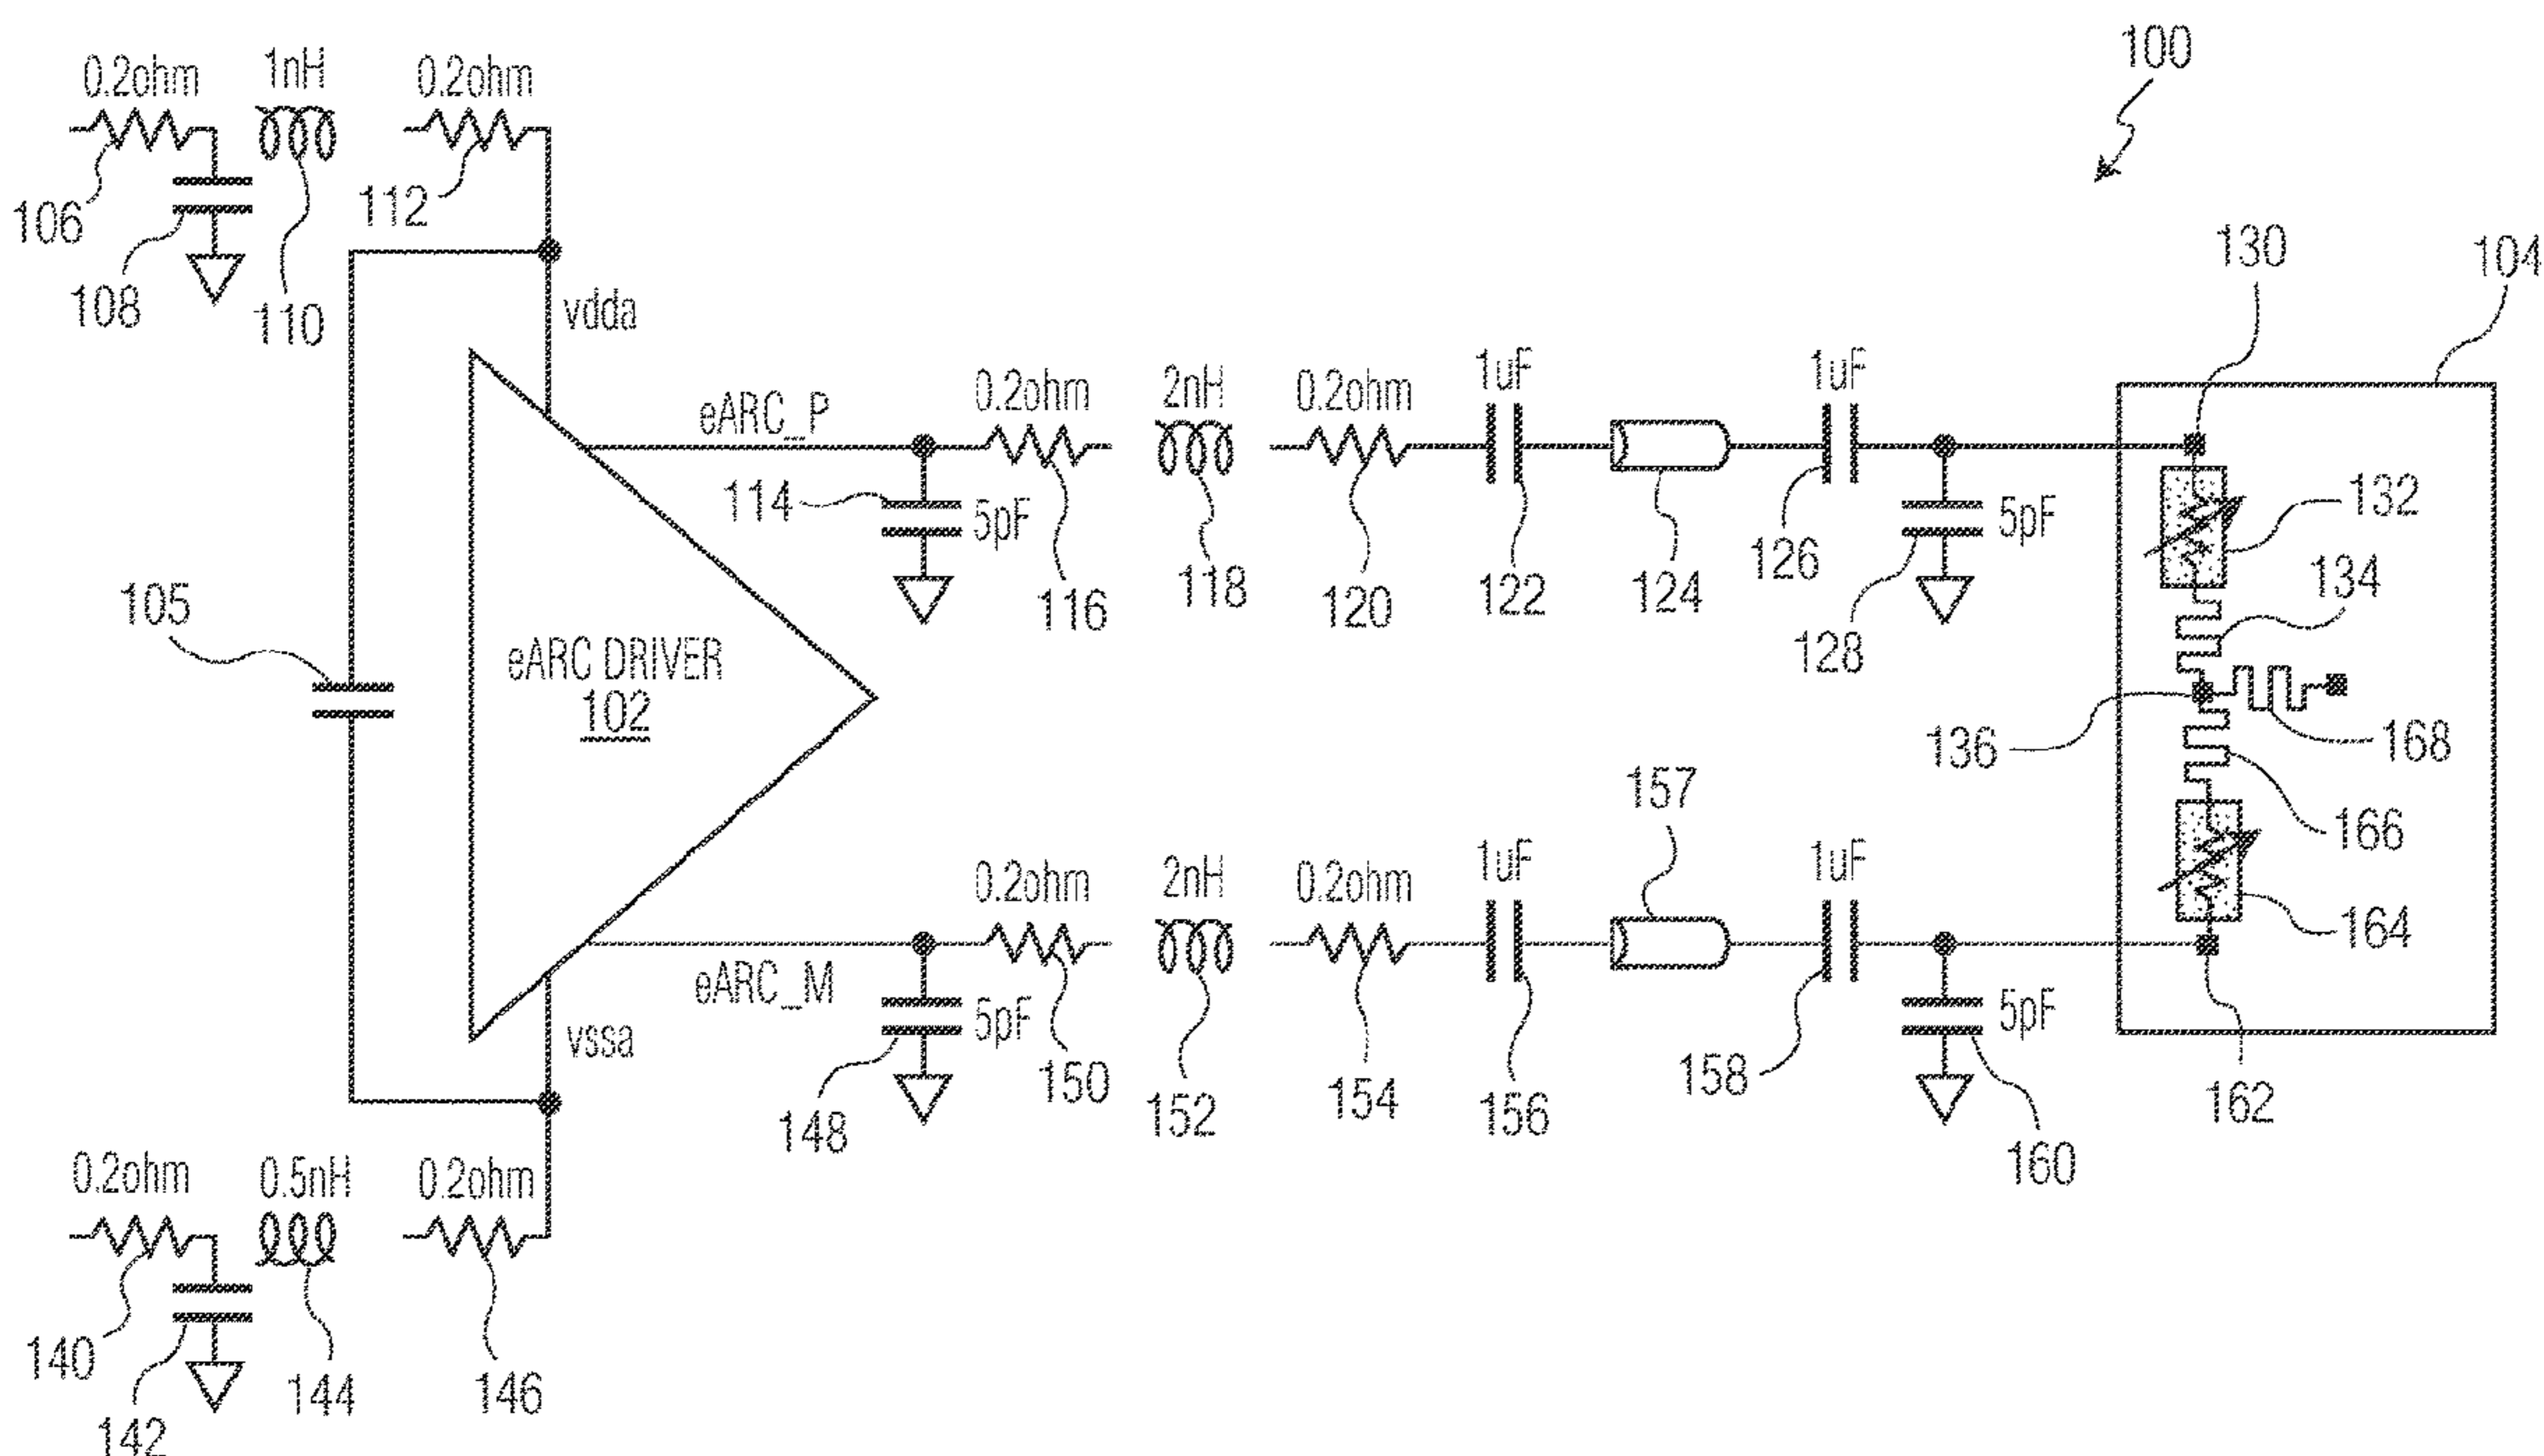 100
0.2ohm
1nH
0.2ohm
106
108
110
112
vdda
130
104
eARC_P
0.2ohm
2nH
0.2ohm
1uF
1uF
114
5pF
116
118
120
122
124
126
128
5pF
132
134
105
eARC DRIVER
102
136
168
157
166
164
eARC_M
0.2ohm
2nH
0.2ohm
1uF
1uF
vssa
148
5pF
150
152
154
156
158
5pF
160
162
0.2ohm
0.5nH
0.2ohm
140
142
144
146